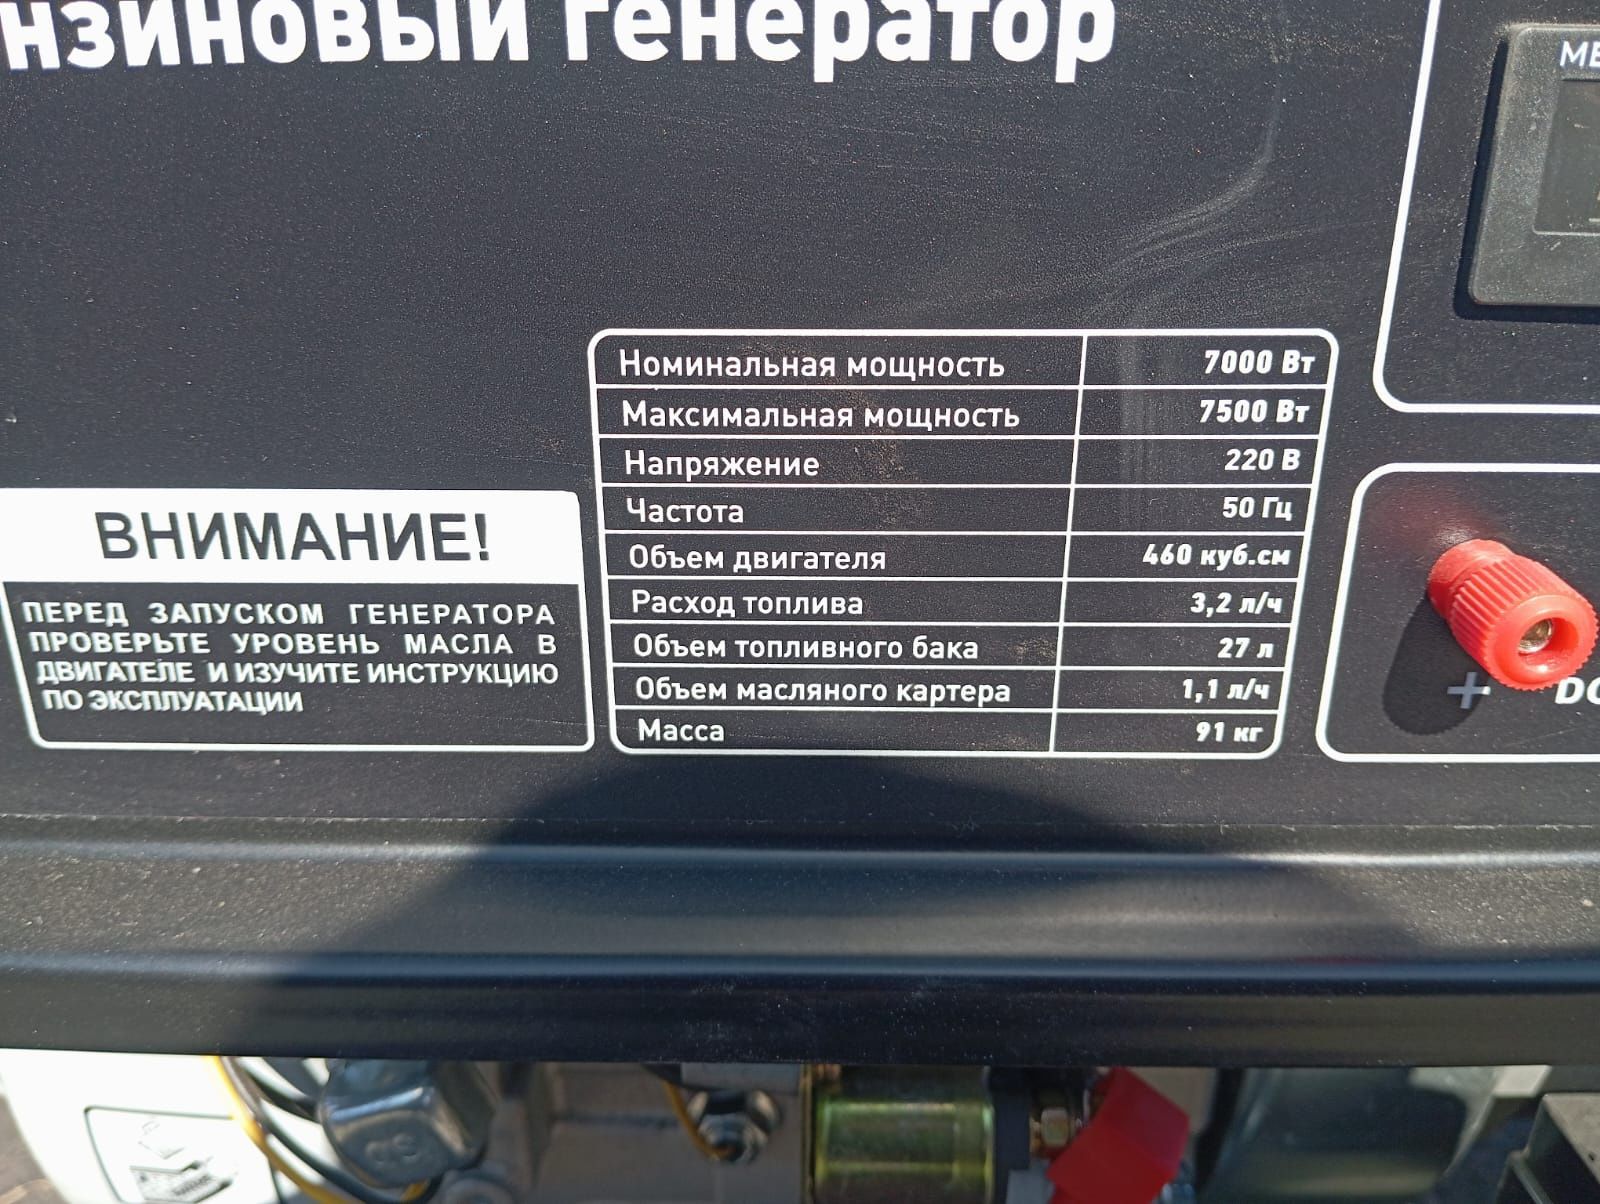 нзиновый генератор
МЕ
Номинальная мощность 7000 Вт
Максимальная мощность 7500 Вт
Напряжение 220 В
Частота 50 Гц
Объем двигателя 460 куб.см
Расход топлива 3,2 л/ч
Объем топливного бака 27 л
Объем масляного картера 1,1 л/ч
Масса 91 кг
ВНИМАНИЕ!
ПЕРЕД ЗАПУСКОМ ГЕНЕРАТОРА
ПРОВЕРЬТЕ УРОВЕНЬ МАСЛА В
ДВИГАТЕЛЕ И ИЗУЧИТЕ ИНСТРУКЦИЮ
ПО ЭКСПЛУАТАЦИИ
+ DC